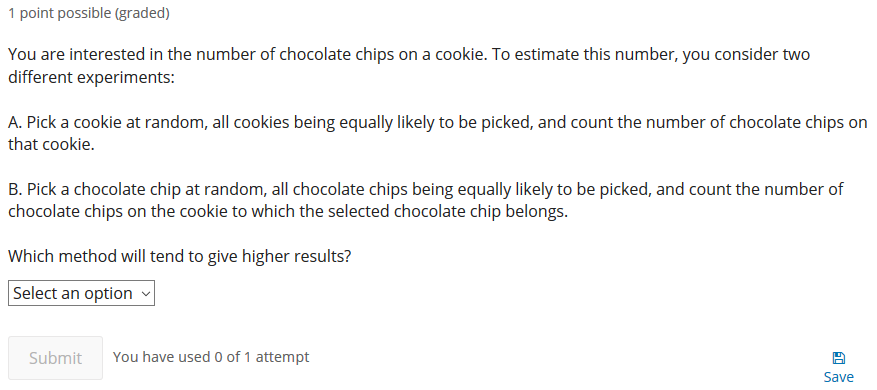 1 point possible (graded)
You are interested in the number of chocolate chips on a cookie. To estimate this number, you consider two
different experiments:
A. Pick a cookie at random, all cookies being equally likely to be picked, and count the number of chocolate chips on
that cookie.
B. Pick a chocolate chip at random, all chocolate chips being equally likely to be picked, and count the number of
chocolate chips on the cookie to which the selected chocolate chip belongs.
Which method will tend to give higher results?
Select an option
Submit You have used 0 of 1 attempt
Save